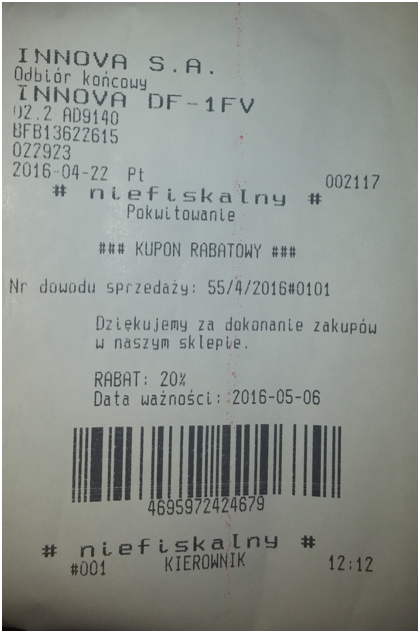 INNOVA S.A.
Odbiór końcowy
INNOVA DF-1FV
02.2 AD9140
BFB13622615
022923
2016-04-22 Pt 002117
# niefiskalny #
Pokwitowanie
### KUPON RABATOWY ###
Nr dowodu sprzedaży: 55/4/2016#0101
Dziękujemy za dokonanie zakupów
w naszym sklepie.
RABAT: 20%
Data ważności: 2016-05-06
4695972424679
# niefiskalny #
#001 KIEROWNIK 12:12